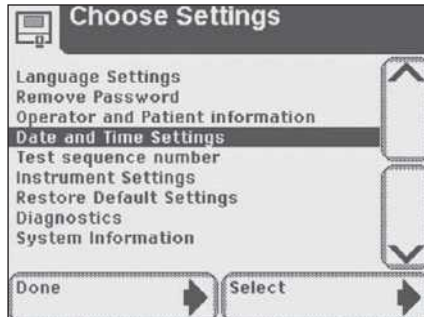 Choose Settings
Language Settings
Remove Password
Operator and Patient information
Date and Time Settings
Test sequence number
Instrument Settings
Restore Default Settings
Diagnostics
System Information
Done
Select